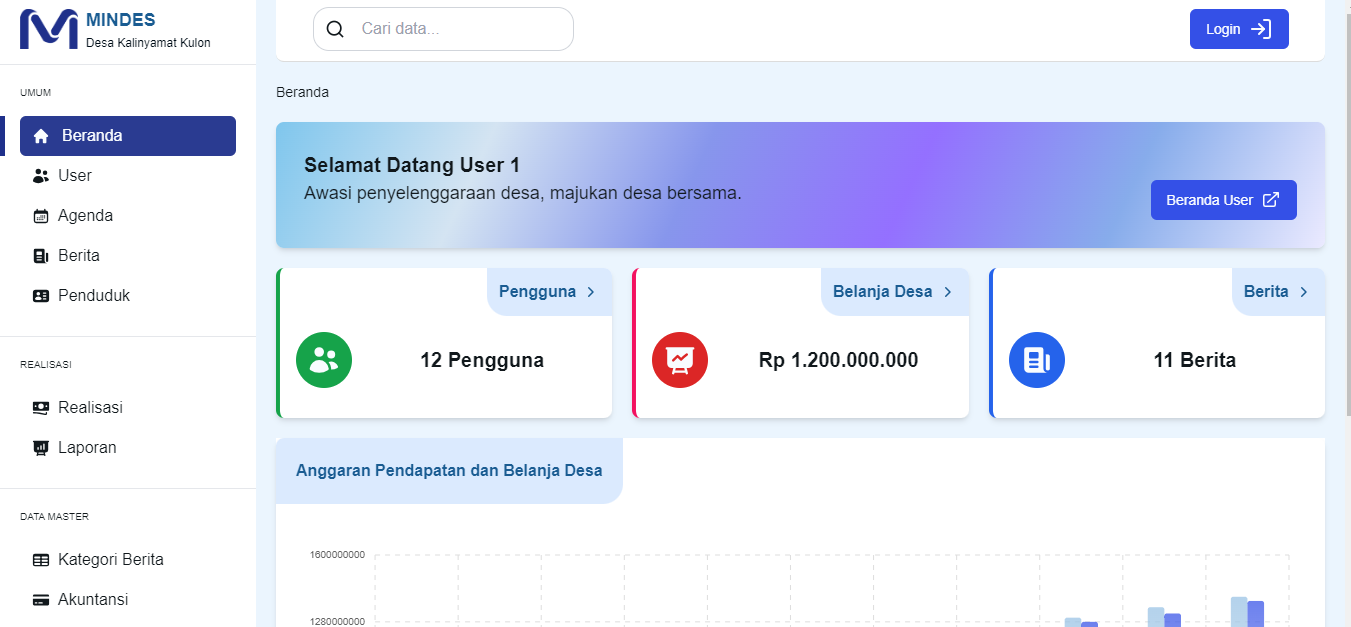 MINDES
Desa Kalinyamat Kulon
UMUM
Beranda
User
Agenda
Berita
Penduduk
REALISASI
Realisasi
Laporan
DATA MASTER
Kategori Berita
Akuntansi
Cari data...
Login
Beranda
Selamat Datang User 1
Awasi penyelenggaraan desa, majukan desa bersama.
Beranda User
Pengguna
12 Pengguna
Belanja Desa
Rp 1.200.000.000
Berita
11 Berita
Anggaran Pendapatan dan Belanja Desa
1600000000
1280000000